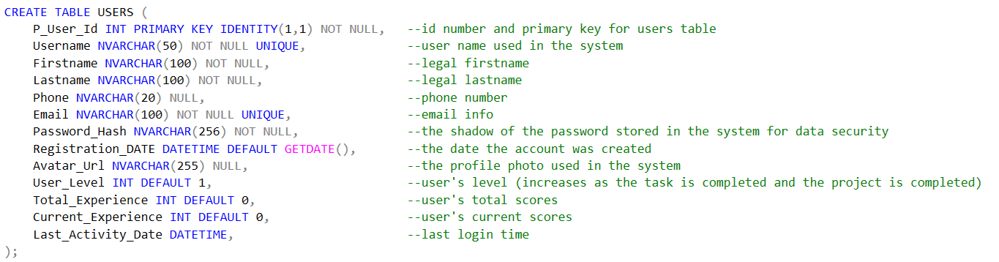 CREATE TABLE USERS (
    P_User_Id INT PRIMARY KEY IDENTITY(1,1) NOT NULL,   --id number and primary key for users table
    Username NVARCHAR(50) NOT NULL UNIQUE,              --user name used in the system
    Firstname NVARCHAR(100) NOT NULL,                   --legal firstname
    Lastname NVARCHAR(100) NOT NULL,                    --legal lastname
    Phone NVARCHAR(20) NULL,                            --phone number
    Email NVARCHAR(100) NOT NULL UNIQUE,                --email info
    Password_Hash NVARCHAR(256) NOT NULL,               --the shadow of the password stored in the system for data security
    Registration_DATE DATETIME DEFAULT GETDATE(),       --the date the account was created
    Avatar_Url NVARCHAR(255) NULL,                      --the profile photo used in the system
    User_Level INT DEFAULT 1,                           --user's level (increases as the task is completed and the project is completed)
    Total_Experience INT DEFAULT 0,                     --user's total scores
    Current_Experience INT DEFAULT 0,                   --user's current scores
    Last_Activity_Date DATETIME,                        --last login time
);